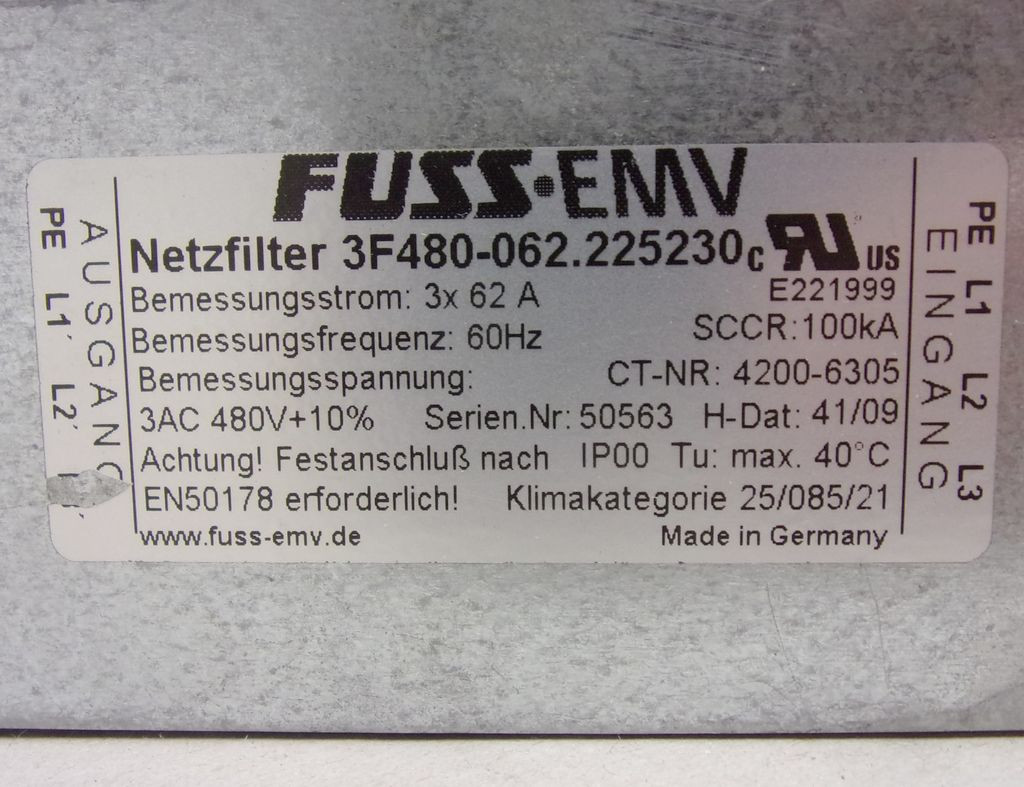 FUSS·EMV
Netzfilter 3F480-062.225230 c RU US
Bemessungsstrom: 3x 62 A E221999
Bemessungsfrequenz: 60Hz SCCR:100kA
Bemessungsspannung: CT-NR: 4200-6305
3AC 480V+10% Serien.Nr: 50563 H-Dat: 41/09
Achtung! Festanschluß nach IP00 Tu: max. 40°C
EN50178 erforderlich! Klimakategorie 25/085/21
www.fuss-emv.de Made in Germany
AUSGANG
PE L1' L2'
PE L1 L2 L3
EINGANG